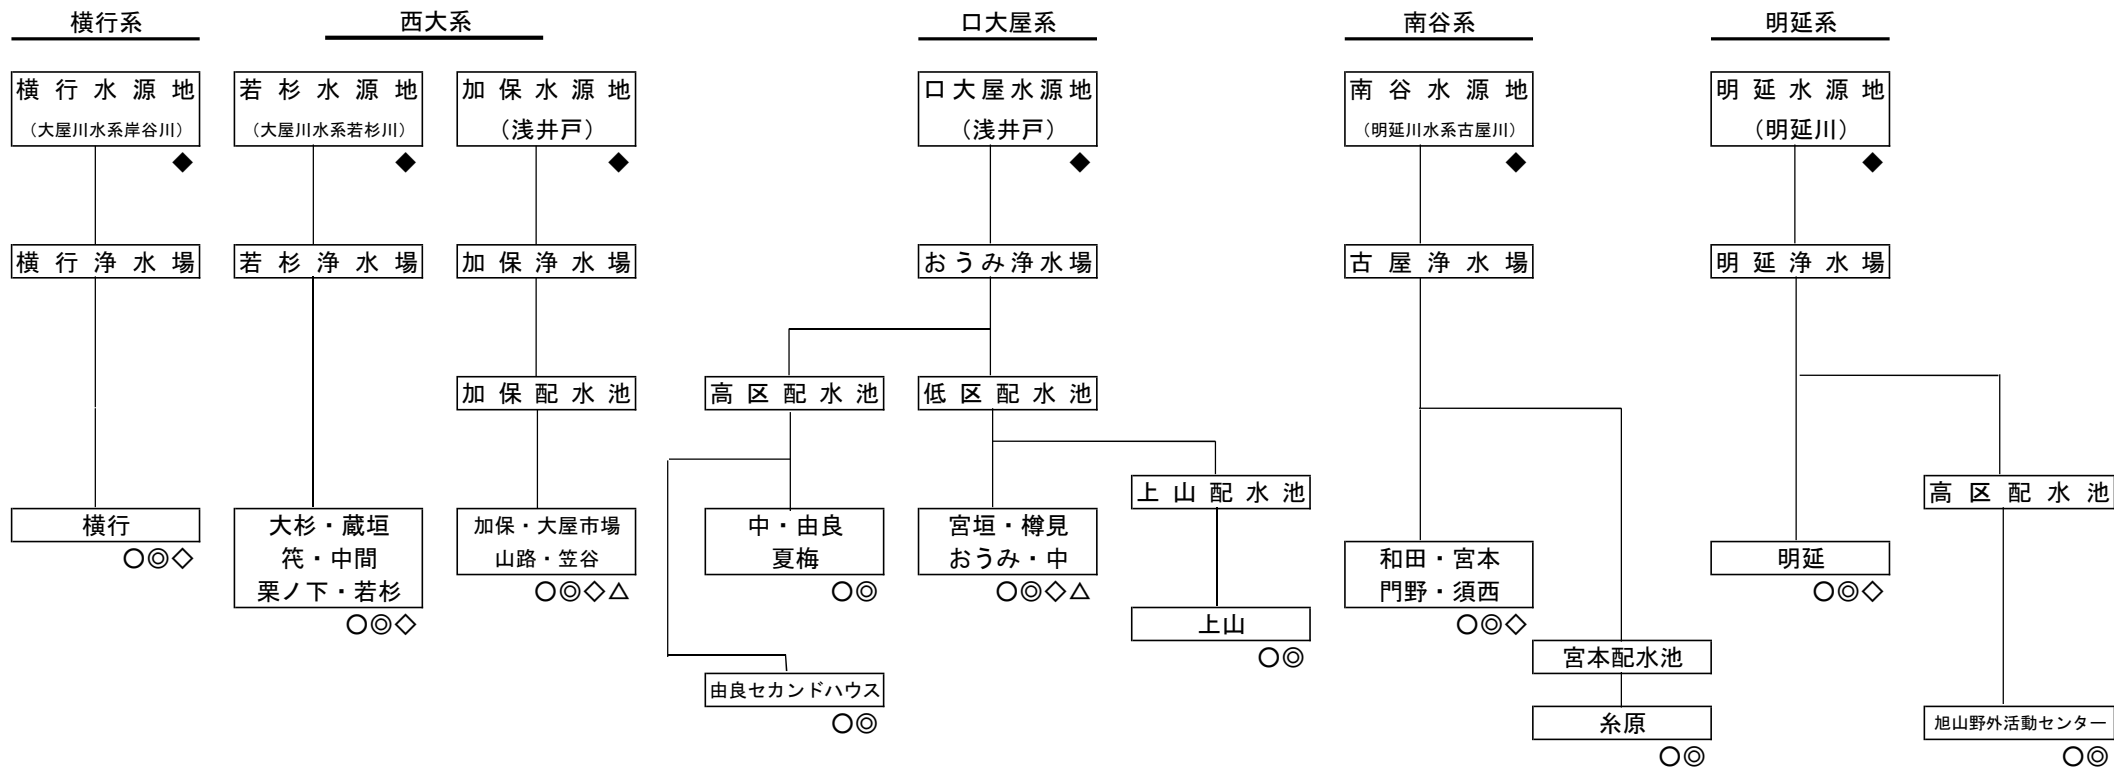 横行系
西大系
口大屋系
南谷系
明延系
横行水源地
（大屋川水系岸谷川）
◆
若杉水源地
（大屋川水系若杉川）
◆
加保水源地
（浅井戸）
◆
口大屋水源地
（浅井戸）
◆
南谷水源地
（明延川水系古屋川）
◆
明延水源地
（明延川）
◆
横行浄水場
若杉浄水場
加保浄水場
おうみ浄水場
古屋浄水場
明延浄水場
加保配水池
高区配水池
低区配水池
上山配水池
高区配水池
横行
○◎◇
大杉・蔵垣
筏・中間
栗ノ下・若杉
○◎◇
加保・大屋市場
山路・笠谷
○◎◇△
中・由良
夏梅
○◎
宮垣・樽見
おうみ・中
○◎◇△
和田・宮本
門野・須西
○◎◇
明延
○◎◇
上山
○◎
宮本配水池
由良セカンドハウス
○◎
糸原
○◎
旭山野外活動センター
○◎